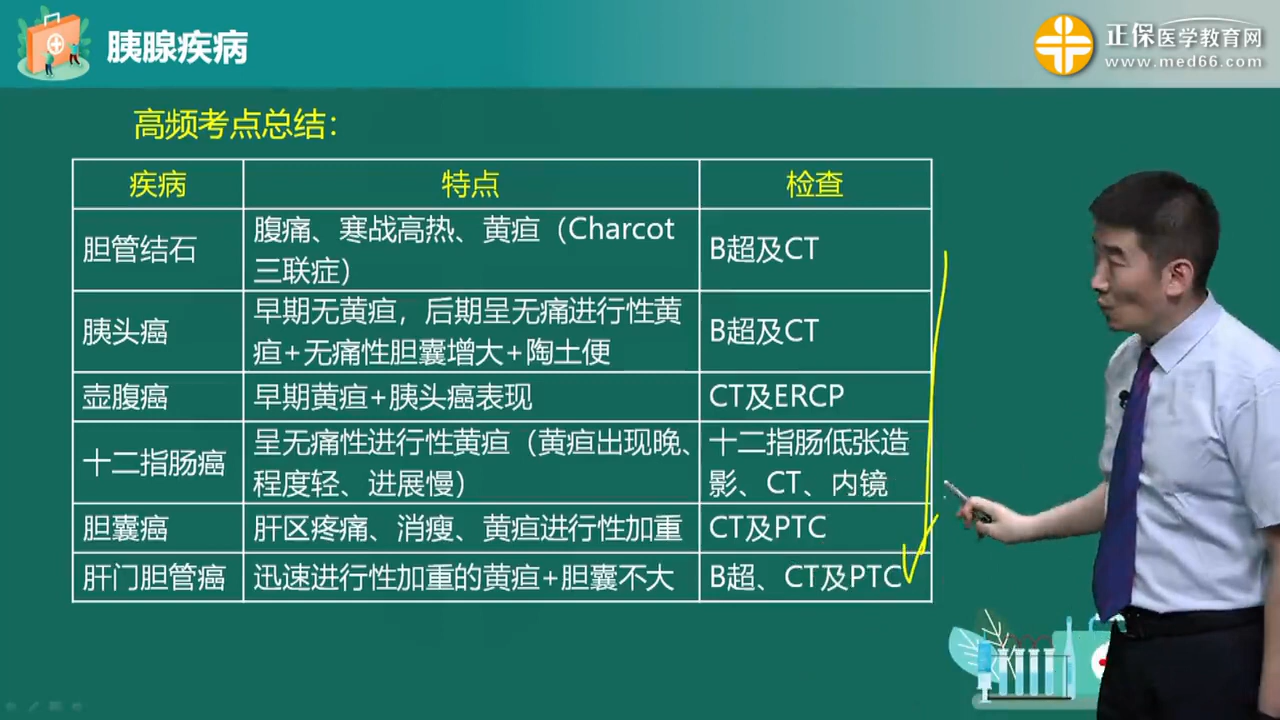 胰腺疾病
正保医学教育网
www.med66.com
高频考点总结：
疾病 特点 检查
胆管结石 腹痛、寒战高热、黄疸（Charcot
三联症） B超及CT
胰头癌 早期无黄疸，后期呈无痛进行性黄
疸+无痛性胆囊增大+陶土便 B超及CT
壶腹癌 早期黄疸+胰头癌表现 CT及ERCP
十二指肠癌 呈无痛性进行性黄疸（黄疸出现晚、 十二指肠低张造
程度轻、进展慢） 影、CT、内镜
胆囊癌 肝区疼痛、消瘦、黄疸进行性加重 CT及PTC
肝门胆管癌 迅速进行性加重的黄疸+胆囊不大 B超、CT及PTC